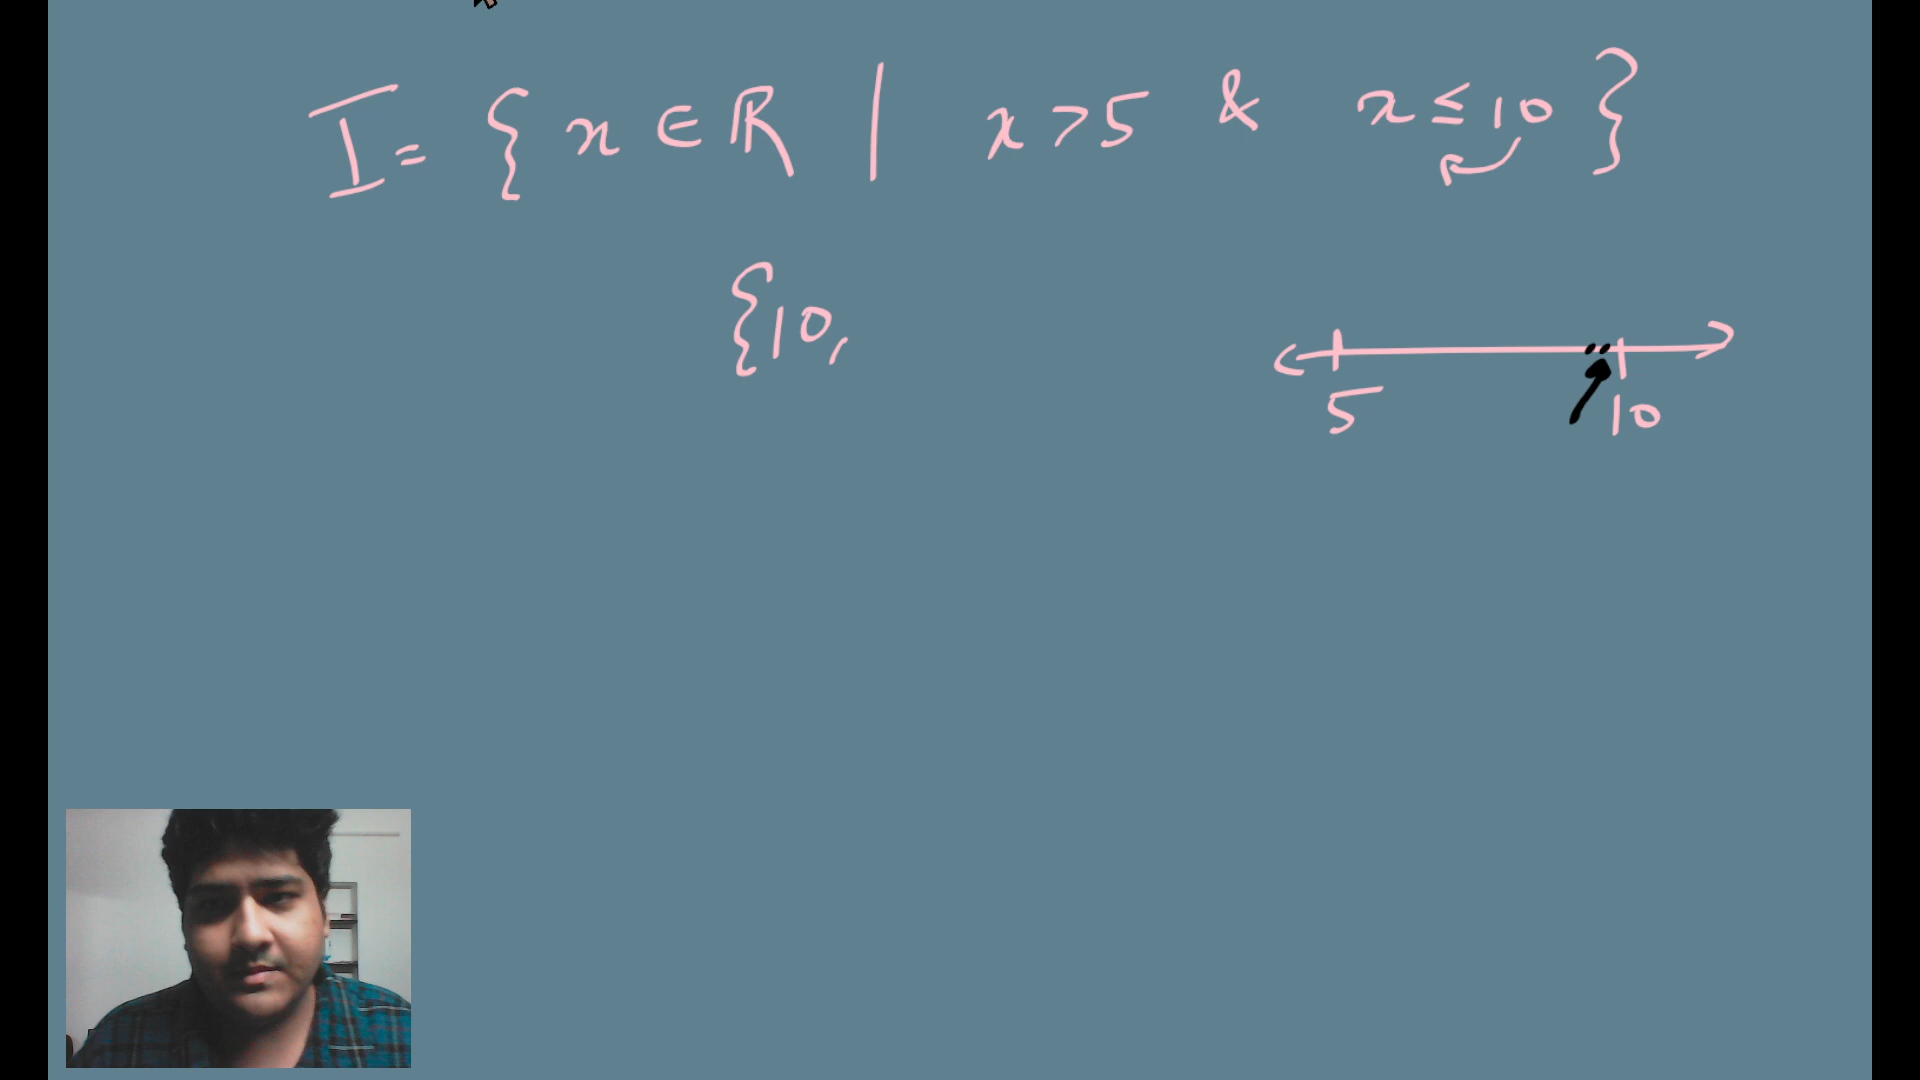 I = { x ∈ ℝ | x > 5 & x ≤ 10 }
{10,
5 10